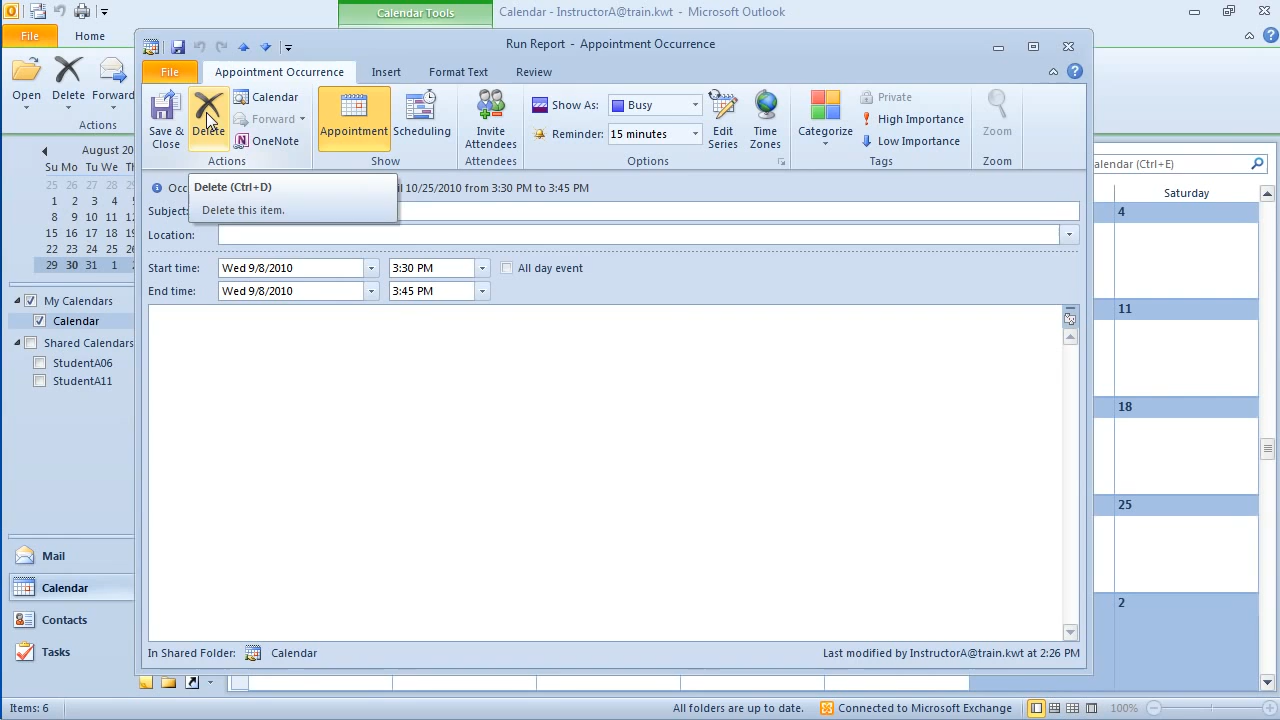 Calendar Tools
Calendar - InstructorA@train.kwt - Microsoft Outlook
File
Home
Open
Delete
Forward
Actions
Run Report - Appointment Occurrence
File
Appointment Occurrence
Insert
Format Text
Review
Save & Close
Delete
Calendar
Forward
OneNote
Actions
Appointment
Scheduling
Show
Invite Attendees
Attendees
Show As:
Busy
Reminder:
15 minutes
Edit Series
Time Zones
Options
Categorize
Private
High Importance
Low Importance
Tags
Zoom
Zoom
Delete (Ctrl+D)
Delete this item.
10/25/2010 from 3:30 PM to 3:45 PM
Subject:
Location:
Start time:
Wed 9/8/2010
3:30 PM
All day event
End time:
Wed 9/8/2010
3:45 PM
In Shared Folder:
Calendar
Last modified by InstructorA@train.kwt at 2:26 PM
August 20
Su Mo Tu We Th
25 26 27 28 2
1 2 3 4
8 9 10 11 1
15 16 17 18 1
22 23 24 25 2
29 30 31 1
My Calendars
Calendar
Shared Calendars
StudentA06
StudentA11
Mail
Calendar
Contacts
Tasks
alendar (Ctrl+E)
Saturday
4
11
18
25
2
Items: 6
All folders are up to date.
Connected to Microsoft Exchange
100%